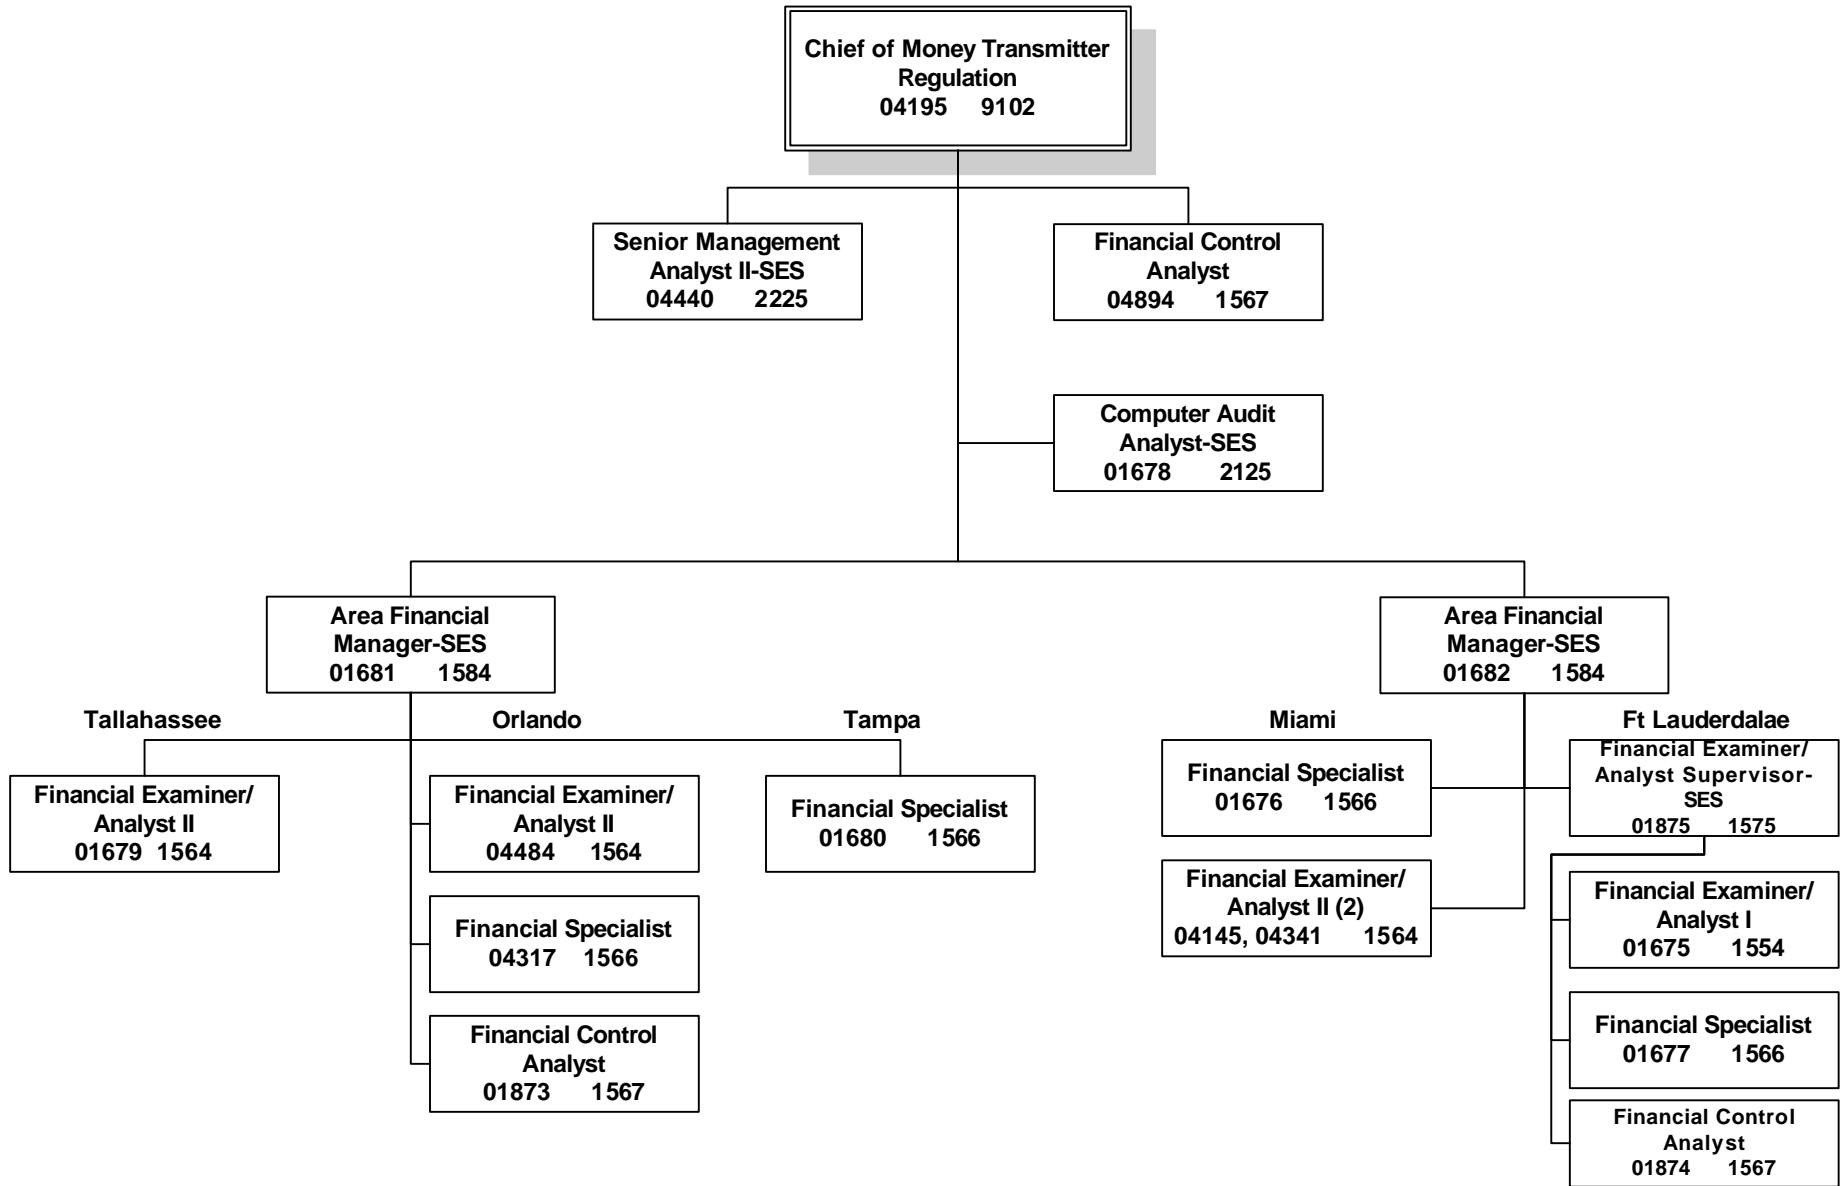 Chief of Money Transmitter
Regulation
04195 9102
Senior Management
Analyst II-SES
04440 2225
Financial Control
Analyst
04894 1567
Computer Audit
Analyst-SES
01678 2125
Area Financial
Manager-SES
01681 1584
Area Financial
Manager-SES
01682 1584
Tallahassee
Orlando
Tampa
Miami
Ft Lauderdalae
Financial Examiner/
Analyst II
01679 1564
Financial Examiner/
Analyst II
04484 1564
Financial Specialist
04317 1566
Financial Control
Analyst
01873 1567
Financial Specialist
01680 1566
Financial Specialist
01676 1566
Financial Examiner/
Analyst II (2)
04145, 04341 1564
Financial Examiner/
Analyst Supervisor-
SES
01875 1575
Financial Examiner/
Analyst I
01675 1554
Financial Specialist
01677 1566
Financial Control
Analyst
01874 1567